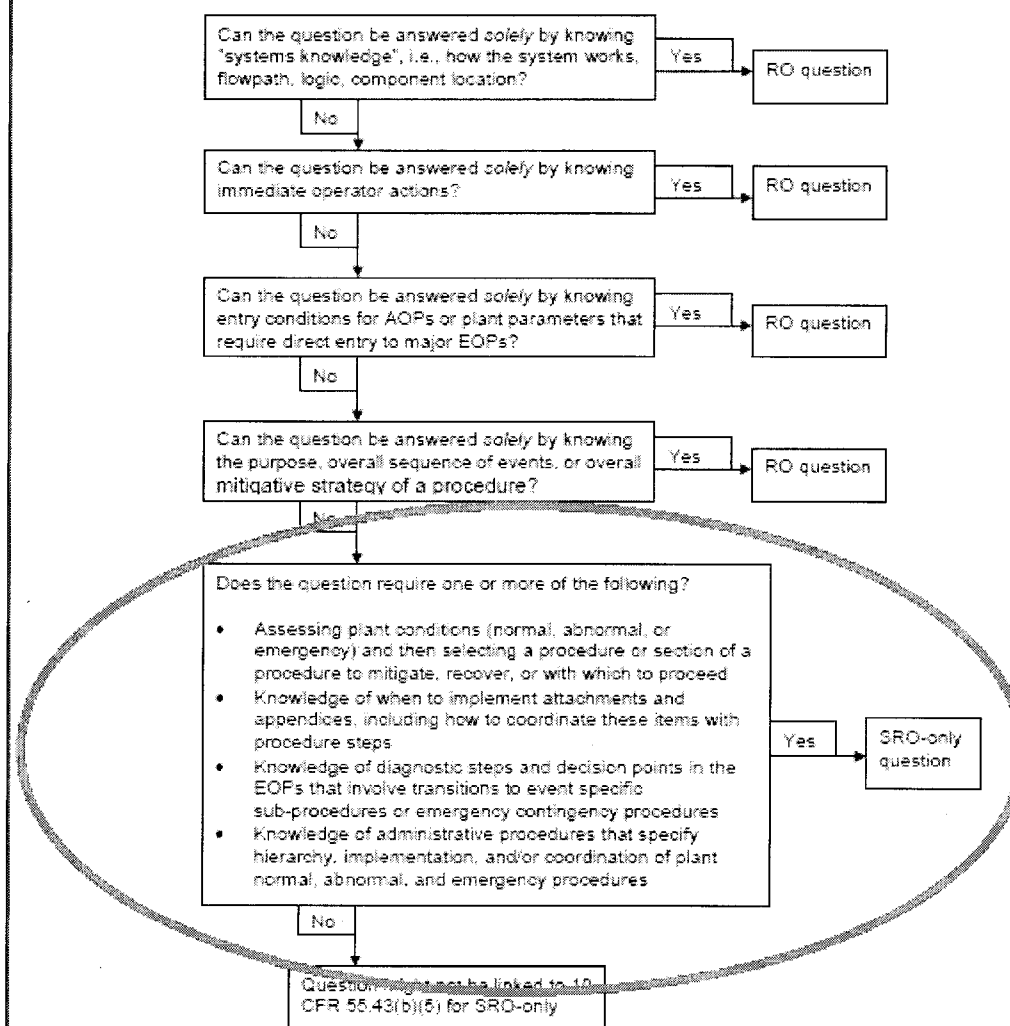 Can the question be answered solely by knowing
"systems knowledge", i.e., how the system works,
flowpath, logic, component location?
Yes
RO question
No
Can the question be answered solely by knowing
immediate operator actions?
Yes
RO question
No
Can the question be answered solely by knowing
entry conditions for AOPs or plant parameters that
require direct entry to major EOPs?
Yes
RO question
No
Can the question be answered solely by knowing
the purpose, overall sequence of events, or overall
mitigative strategy of a procedure?
Yes
RO question
No
Does the question require one or more of the following?
• Assessing plant conditions (normal, abnormal, or
emergency) and then selecting a procedure or section of a
procedure to mitigate, recover, or with which to proceed
• Knowledge of when to implement attachments and
appendices, including how to coordinate these items with
procedure steps
• Knowledge of diagnostic steps and decision points in the
EOPs that involve transitions to event specific
sub-procedures or emergency contingency procedures
• Knowledge of administrative procedures that specify
hierarchy, implementation, and/or coordination of plant
normal, abnormal, and emergency procedures
Yes
SRO-only
question
No
Question might not be linked to 10
CFR 55.43(b)(5) for SRO-only